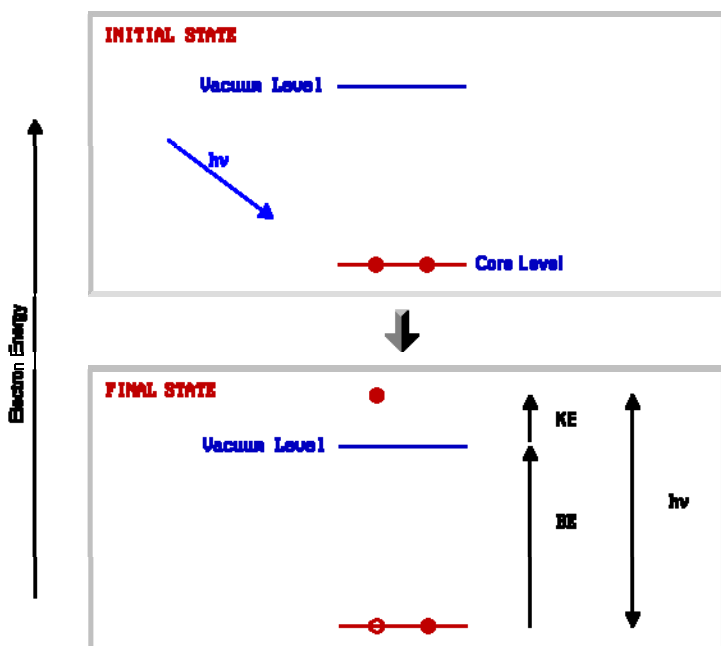 INITIAL STATE
Vacuum Level
hν
Core Level
Electron Energy
FINAL STATE
KE
Vacuum Level
hν
BE